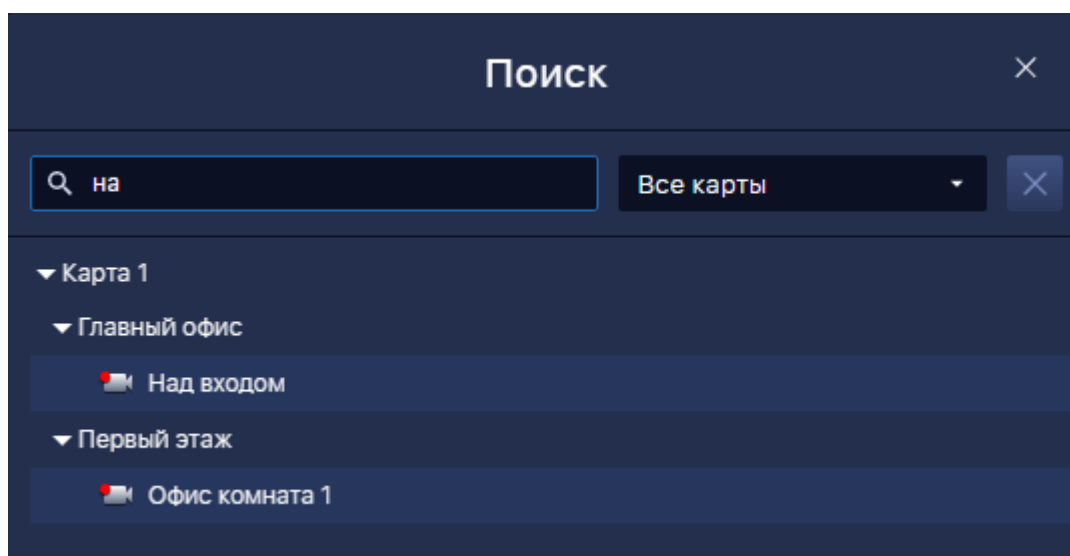 Поиск
на
Все карты
Карта 1
Главный офис
Над входом
Первый этаж
Офис комната 1